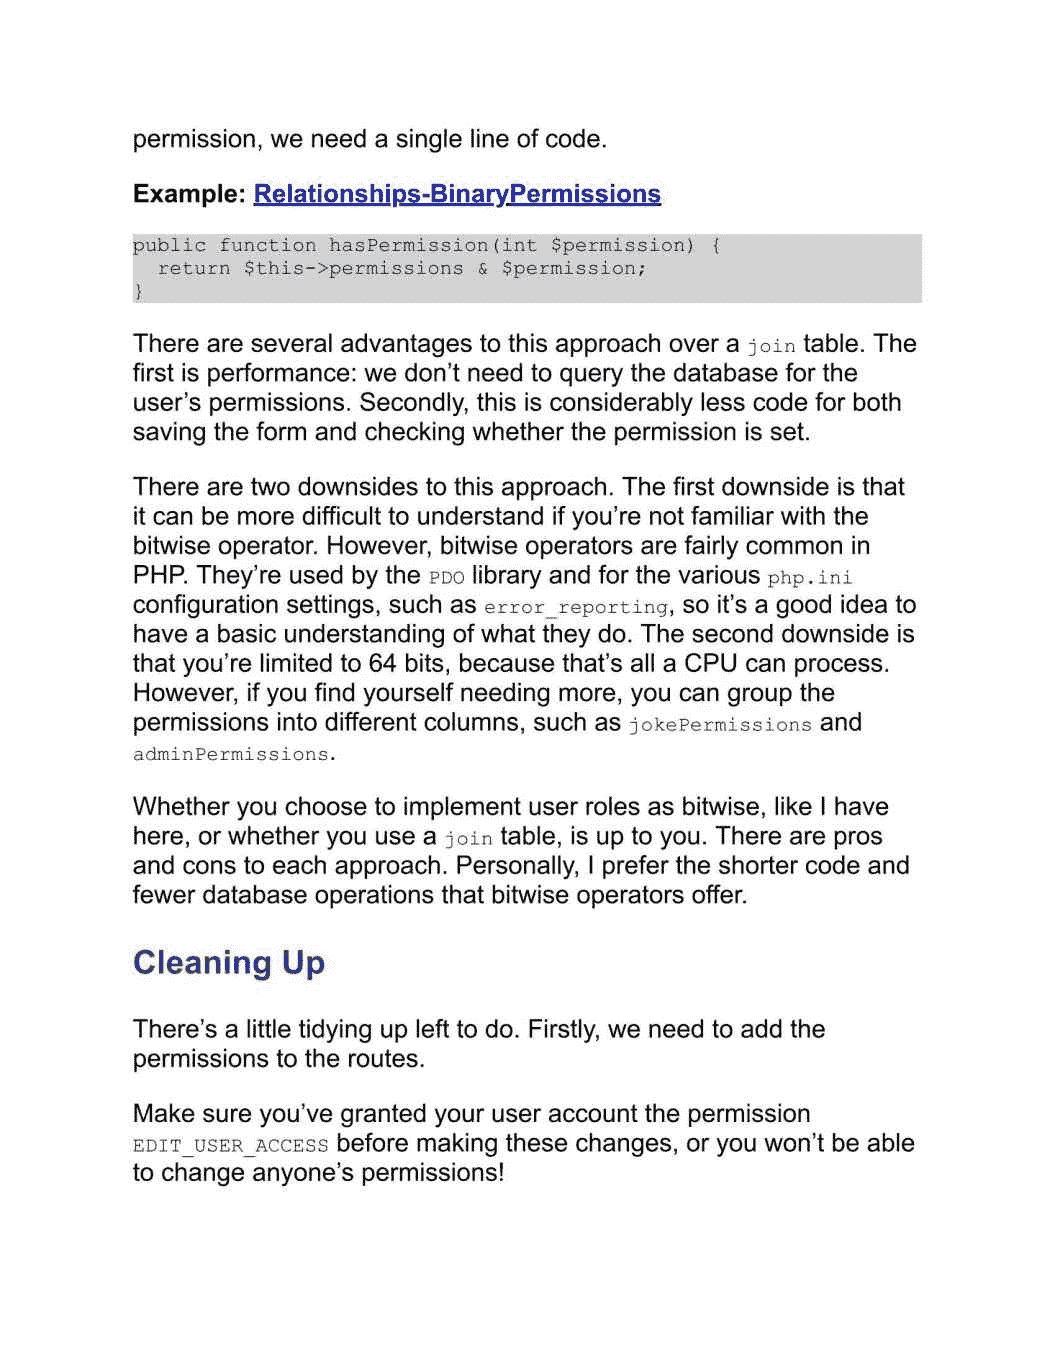 permission, we need a single line of code.
Example: Relationships-BinaryPermissions
public function hasPermission(int $permission) {
  return $this->permissions & $permission;
}
There are several advantages to this approach over a join table. The
first is performance: we don’t need to query the database for the
user’s permissions. Secondly, this is considerably less code for both
saving the form and checking whether the permission is set.
There are two downsides to this approach. The first downside is that
it can be more difficult to understand if you’re not familiar with the
bitwise operator. However, bitwise operators are fairly common in
PHP. They’re used by the PDO library and for the various php.ini
configuration settings, such as error_reporting, so it’s a good idea to
have a basic understanding of what they do. The second downside is
that you’re limited to 64 bits, because that’s all a CPU can process.
However, if you find yourself needing more, you can group the
permissions into different columns, such as jokePermissions and
adminPermissions.
Whether you choose to implement user roles as bitwise, like I have
here, or whether you use a join table, is up to you. There are pros
and cons to each approach. Personally, I prefer the shorter code and
fewer database operations that bitwise operators offer.
Cleaning Up
There’s a little tidying up left to do. Firstly, we need to add the
permissions to the routes.
Make sure you’ve granted your user account the permission
EDIT_USER_ACCESS before making these changes, or you won’t be able
to change anyone’s permissions!